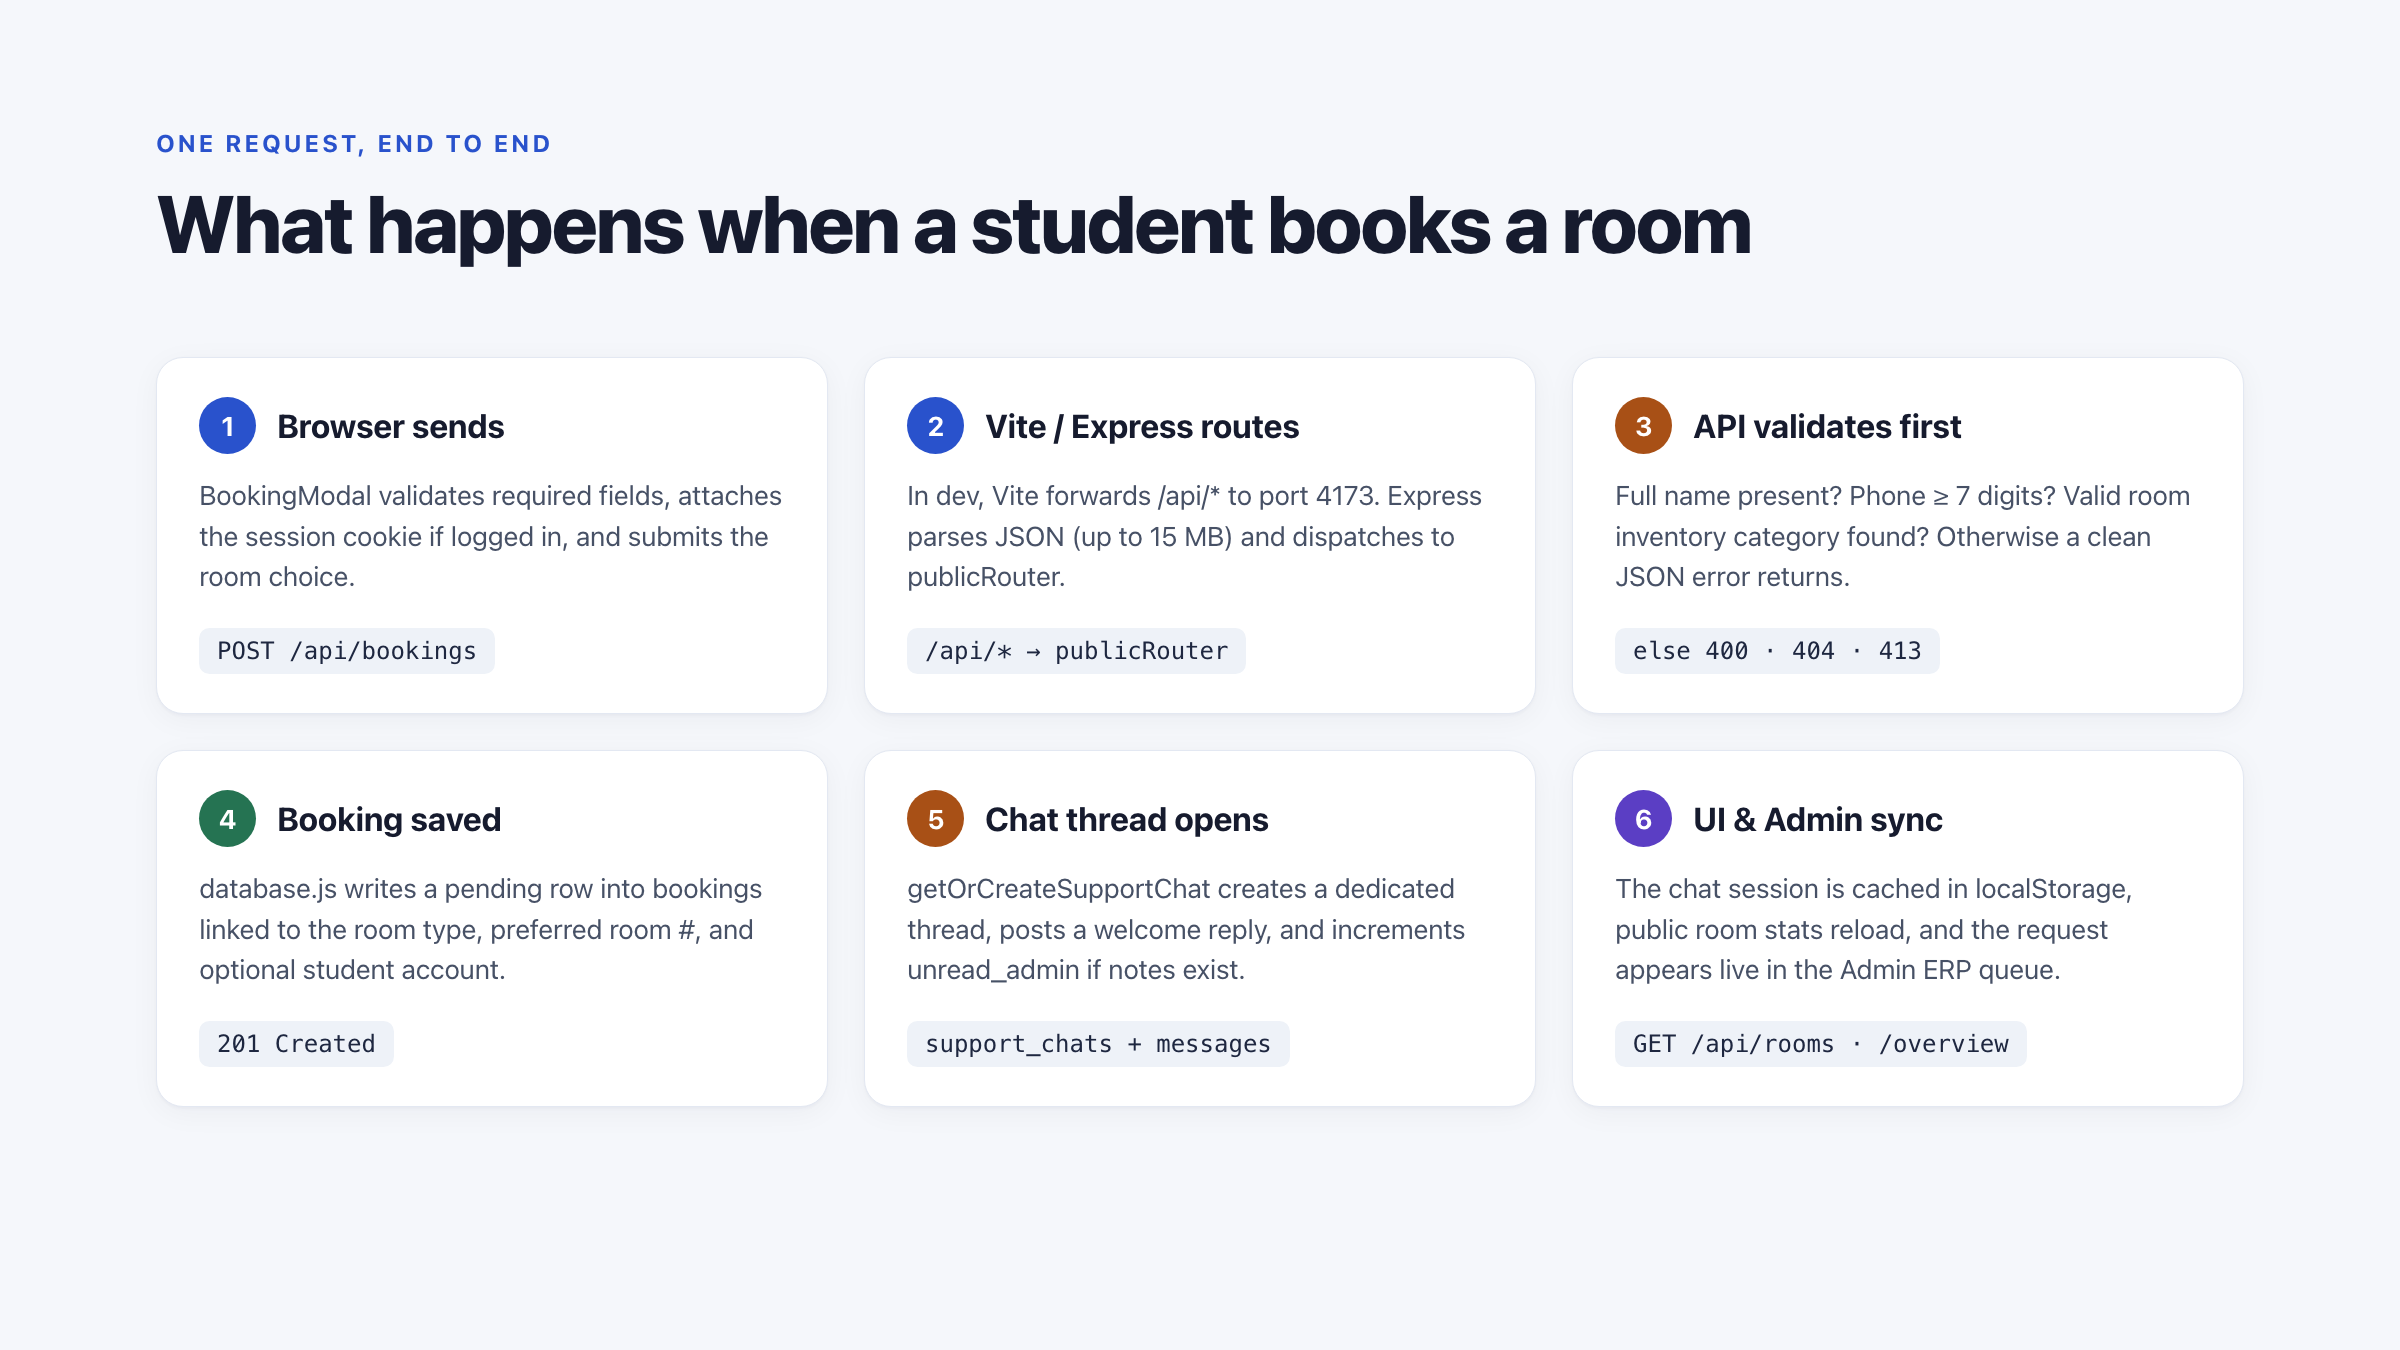 ONE REQUEST, END TO END
What happens when a student books a room
1 Browser sends
BookingModal validates required fields, attaches
the session cookie if logged in, and submits the
room choice.
POST /api/bookings
2 Vite / Express routes
In dev, Vite forwards /api/* to port 4173. Express
parses JSON (up to 15 MB) and dispatches to
publicRouter.
/api/* → publicRouter
3 API validates first
Full name present? Phone ≥ 7 digits? Valid room
inventory category found? Otherwise a clean
JSON error returns.
else 400 · 404 · 413
4 Booking saved
database.js writes a pending row into bookings
linked to the room type, preferred room #, and
optional student account.
201 Created
5 Chat thread opens
getOrCreateSupportChat creates a dedicated
thread, posts a welcome reply, and increments
unread_admin if notes exist.
support_chats + messages
6 UI & Admin sync
The chat session is cached in localStorage,
public room stats reload, and the request
appears live in the Admin ERP queue.
GET /api/rooms · /overview